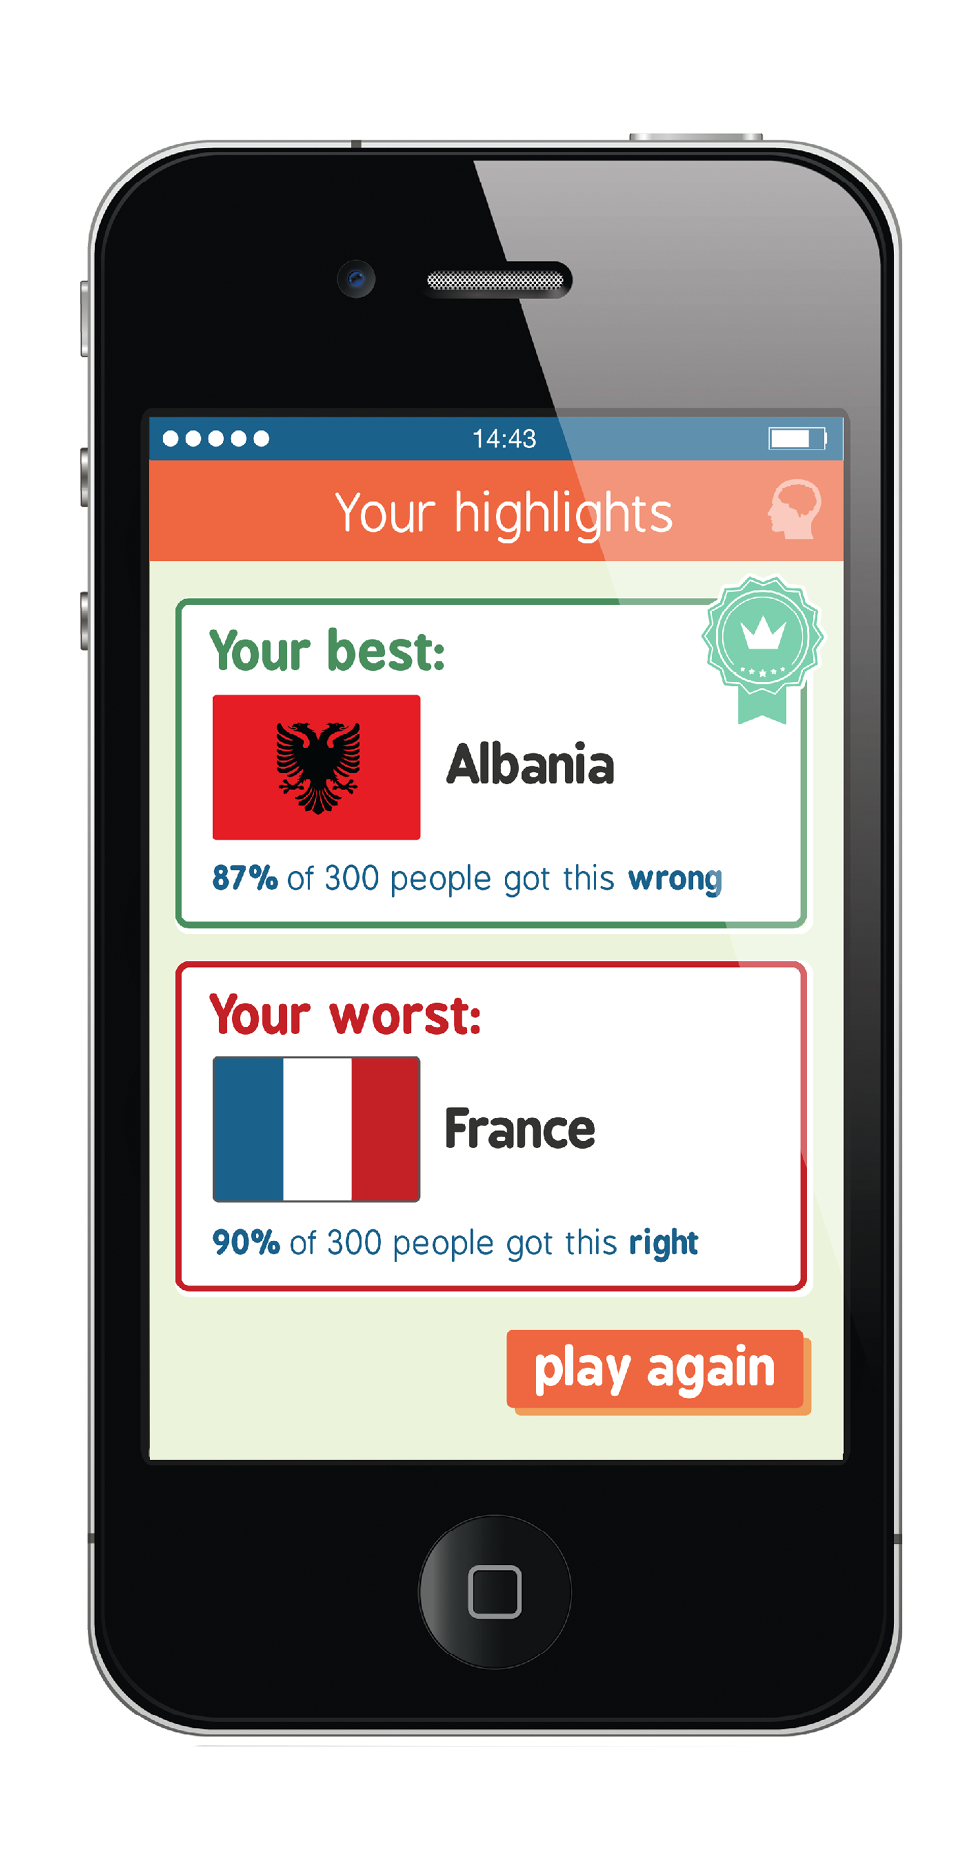 14:43
Your highlights
Your best:
Albania
87% of 300 people got this wrong
Your worst:
France
90% of 300 people got this right
play again